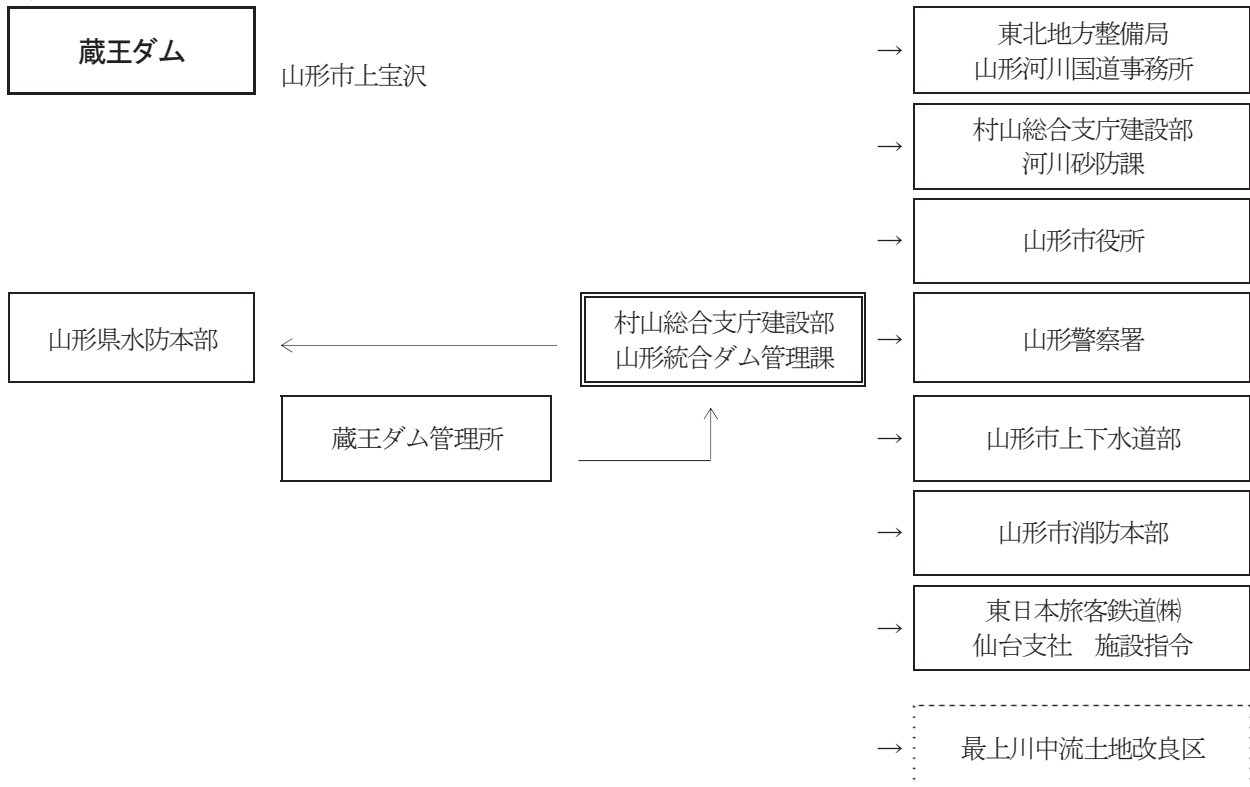 蔵王ダム
山形市上宝沢
→
東北地方整備局
山形河川国道事務所
→
村山総合支庁建設部
河川砂防課
→
山形市役所
山形県水防本部
村山総合支庁建設部
山形統合ダム管理課
→
山形警察署
蔵王ダム管理所
→
山形市上下水道部
→
山形市消防本部
→
東日本旅客鉄道㈱
仙台支社　施設指令
→
最上川中流土地改良区